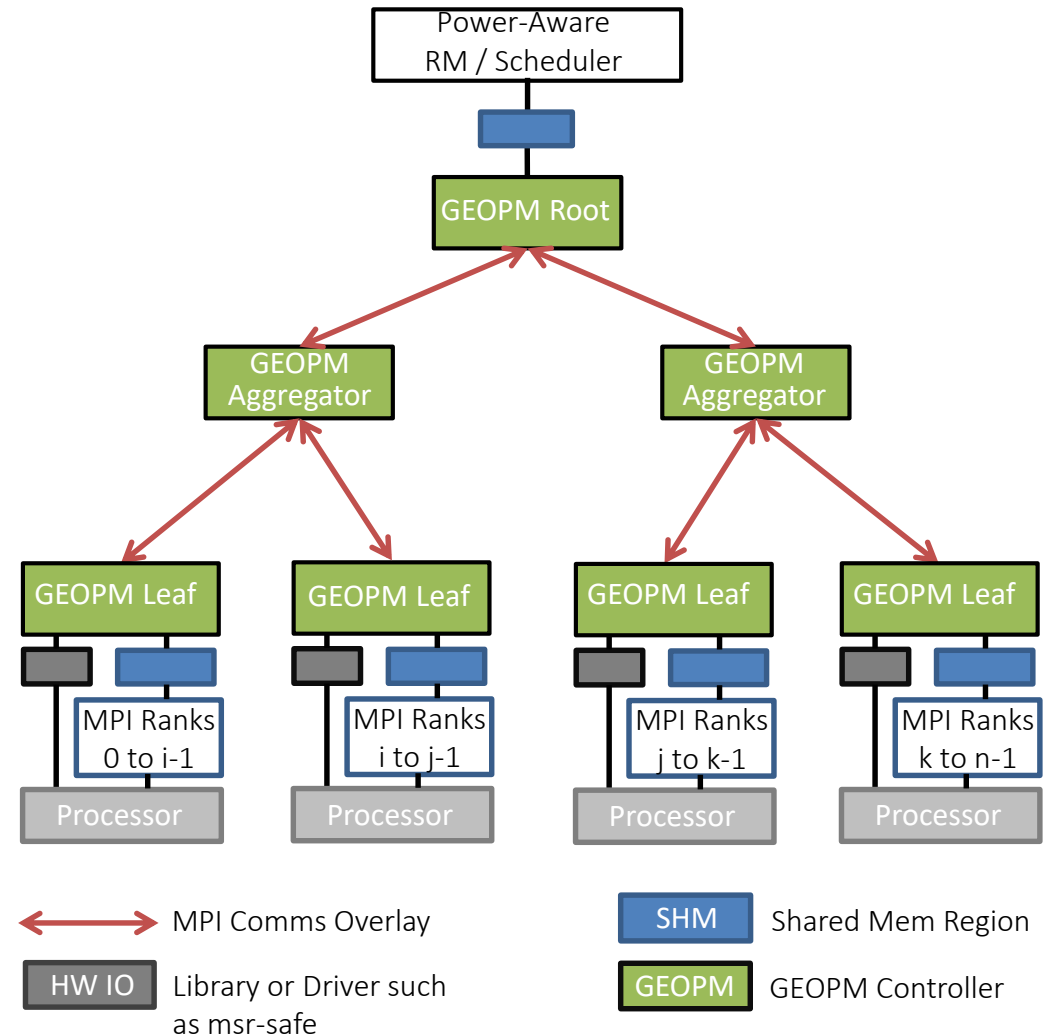 Power-Aware
RM / Scheduler
GEOPM Root
GEOPM
Aggregator
GEOPM
Aggregator
GEOPM Leaf
GEOPM Leaf
GEOPM Leaf
GEOPM Leaf
MPI Ranks
0 to i-1
MPI Ranks
i to j-1
MPI Ranks
j to k-1
MPI Ranks
k to n-1
Processor
Processor
Processor
Processor
MPI Comms Overlay
SHM
Shared Mem Region
HW IO
Library or Driver such
as msr-safe
GEOPM
GEOPM Controller